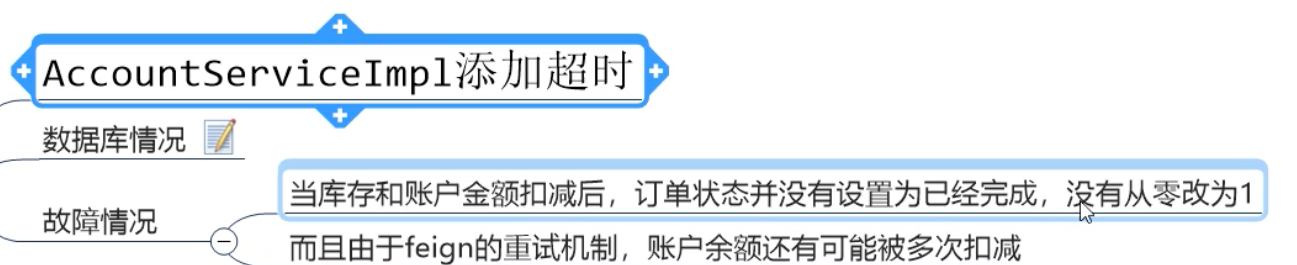 AccountServiceImpl添加超时
数据库情况
故障情况
当库存和账户金额扣减后，订单状态并没有设置为已经完成，没有从零改为1
而且由于feign的重试机制，账户余额还有可能被多次扣减